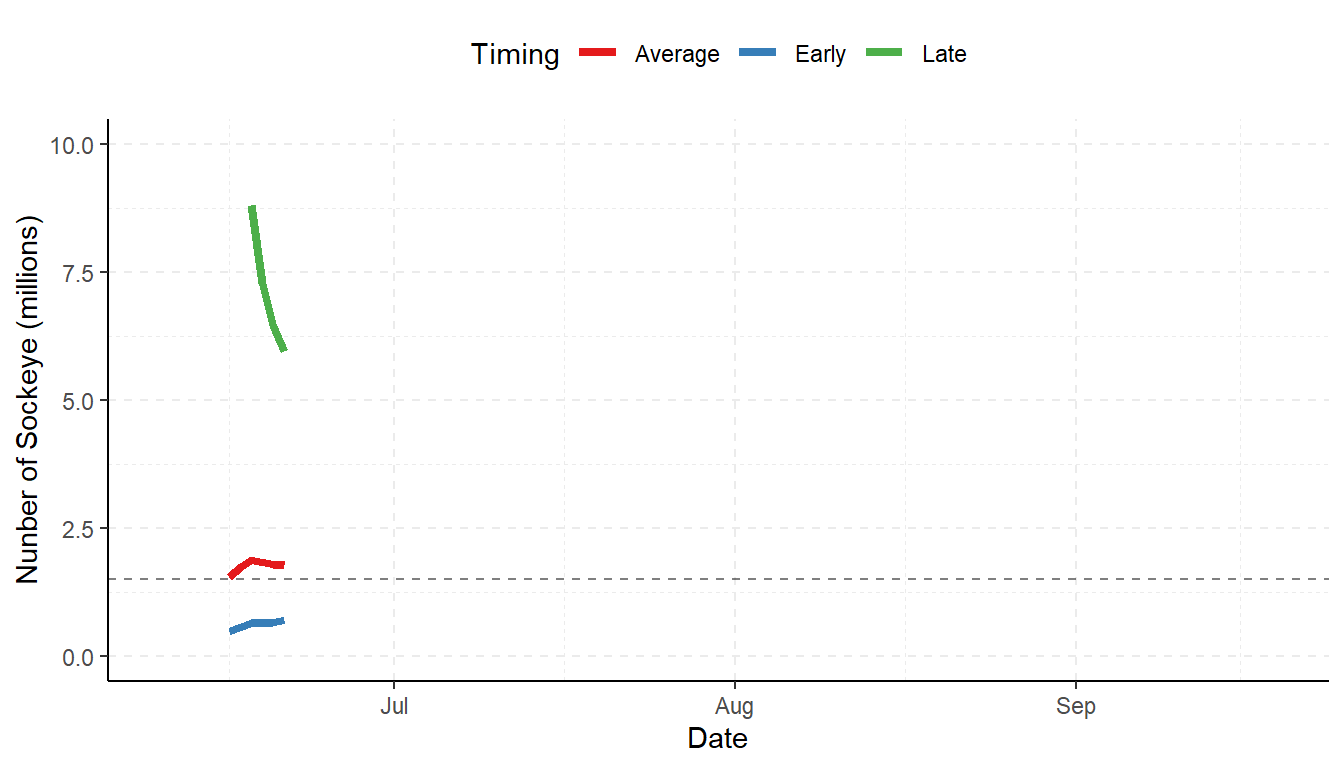 Timing Average Early Late
10.0
7.5
5.0
2.5
0.0
Nunber of Sockeye (millions)
Jul Aug Sep
Date